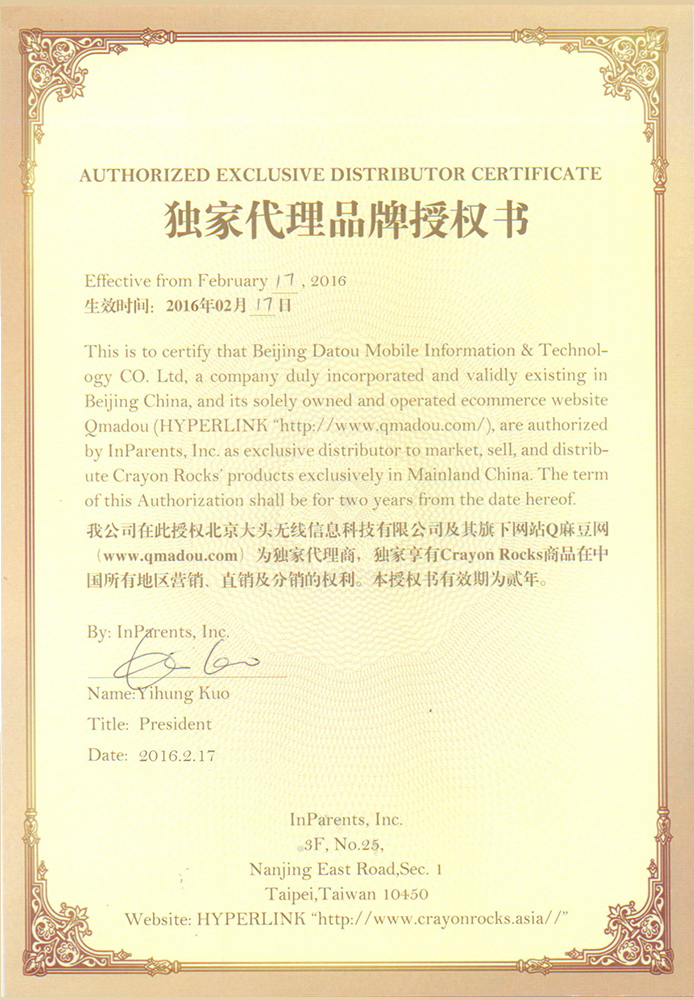 AUTHORIZED EXCLUSIVE DISTRIBUTOR CERTIFICATE
独家代理品牌授权书
Effective from February 17, 2016
生效时间：2016年02月17日
This is to certify that Beijing Datou Mobile Information & Technol-
ogy CO. Ltd, a company duly incorporated and validly existing in
Beijing China, and its solely owned and operated ecommerce website
Qmadou (HYPERLINK “http://www.qmadou.com/), are authorized
by InParents, Inc. as exclusive distributor to market, sell, and distrib-
ute Crayon Rocks' products exclusively in Mainland China. The term
of this Authorization shall be for two years from the date hereof.
我公司在此授权北京大头无线信息科技有限公司及其旗下网站Q麻豆网
（www.qmadou.com）为独家代理商，独家享有Crayon Rocks商品在中
国所有地区营销、直销及分销的权利。本授权书有效期为贰年。
By: InParents, Inc.
Name:Yihung Kuo
Title: President
Date: 2016.2.17
InParents, Inc.
3F, No.25,
Nanjing East Road,Sec. 1
Taipei,Taiwan 10450
Website: HYPERLINK “http://www.crayonrocks.asia//”